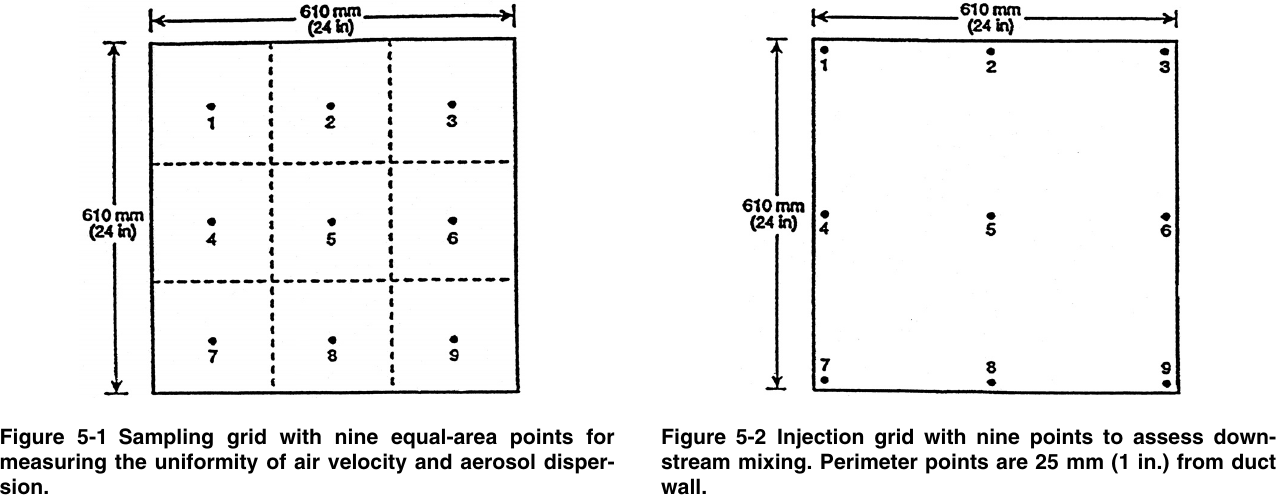 610 mm
(24 in)
1
2
3
610 mm
(24 in)
4
5
6
7
8
9
Figure 5-1 Sampling grid with nine equal-area points for
measuring the uniformity of air velocity and aerosol disper-
sion.
610 mm
(24 in)
1
2
3
610 mm
(24 in)
4
5
6
7
8
9
Figure 5-2 Injection grid with nine points to assess down-
stream mixing. Perimeter points are 25 mm (1 in.) from duct
wall.